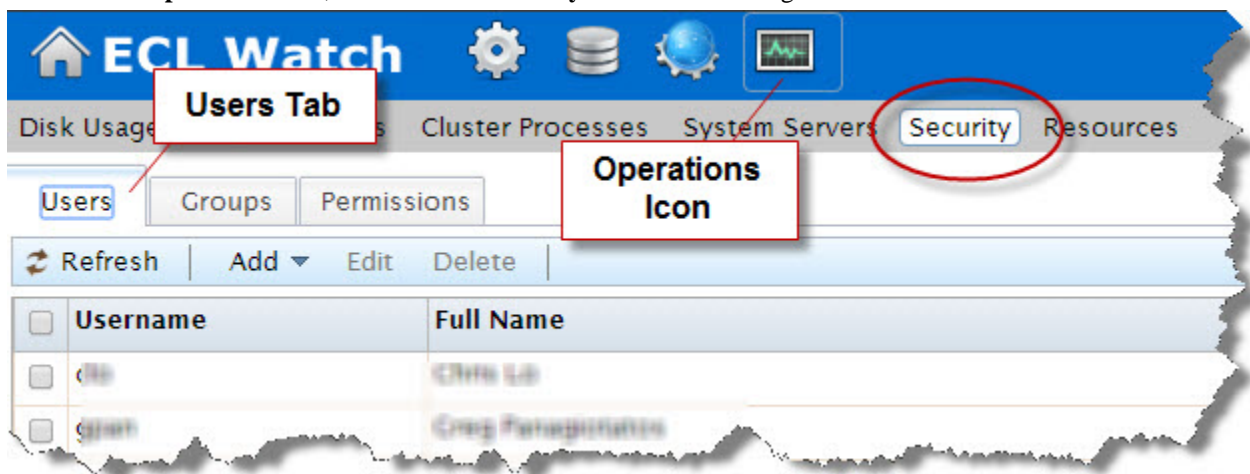 ECL Watch
Users Tab
Disk Usage s Cluster Processes System Servers Security Resources
Operations
Icon
Users Groups Permissions
Refresh Add Edit Delete
Username Full Name